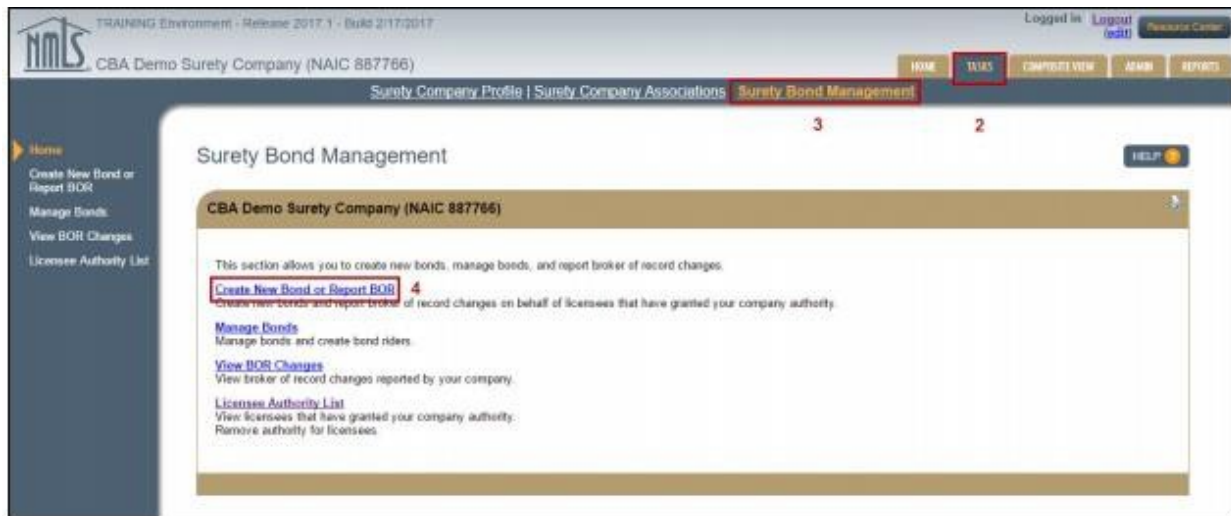 TRAINING Environment - Release 2017.1 - Build 2/17/2017
Logged in Logout
(edit)
Resource Center
NMLS
CBA Demo Surety Company (NAIC 887766)
HOME TASKS COMPOSITE VIEW ADMIN REPORTS
Surety Company Profile | Surety Company Associations Surety Bond Management
3 2
Home
Create New Bond or
Report BOR
Manage Bonds
View BOR Changes
Licensee Authority List
Surety Bond Management
HELP ?
CBA Demo Surety Company (NAIC 887766)
This section allows you to create new bonds, manage bonds, and report broker of record changes.
Create New Bond or Report BOR 4
Create new bonds and report broker of record changes on behalf of licensees that have granted your company authority.
Manage Bonds
Manage bonds and create bond riders.
View BOR Changes
View broker of record changes reported by your company.
Licensee Authority List
View licensees that have granted your company authority.
Remove authority for licensees.